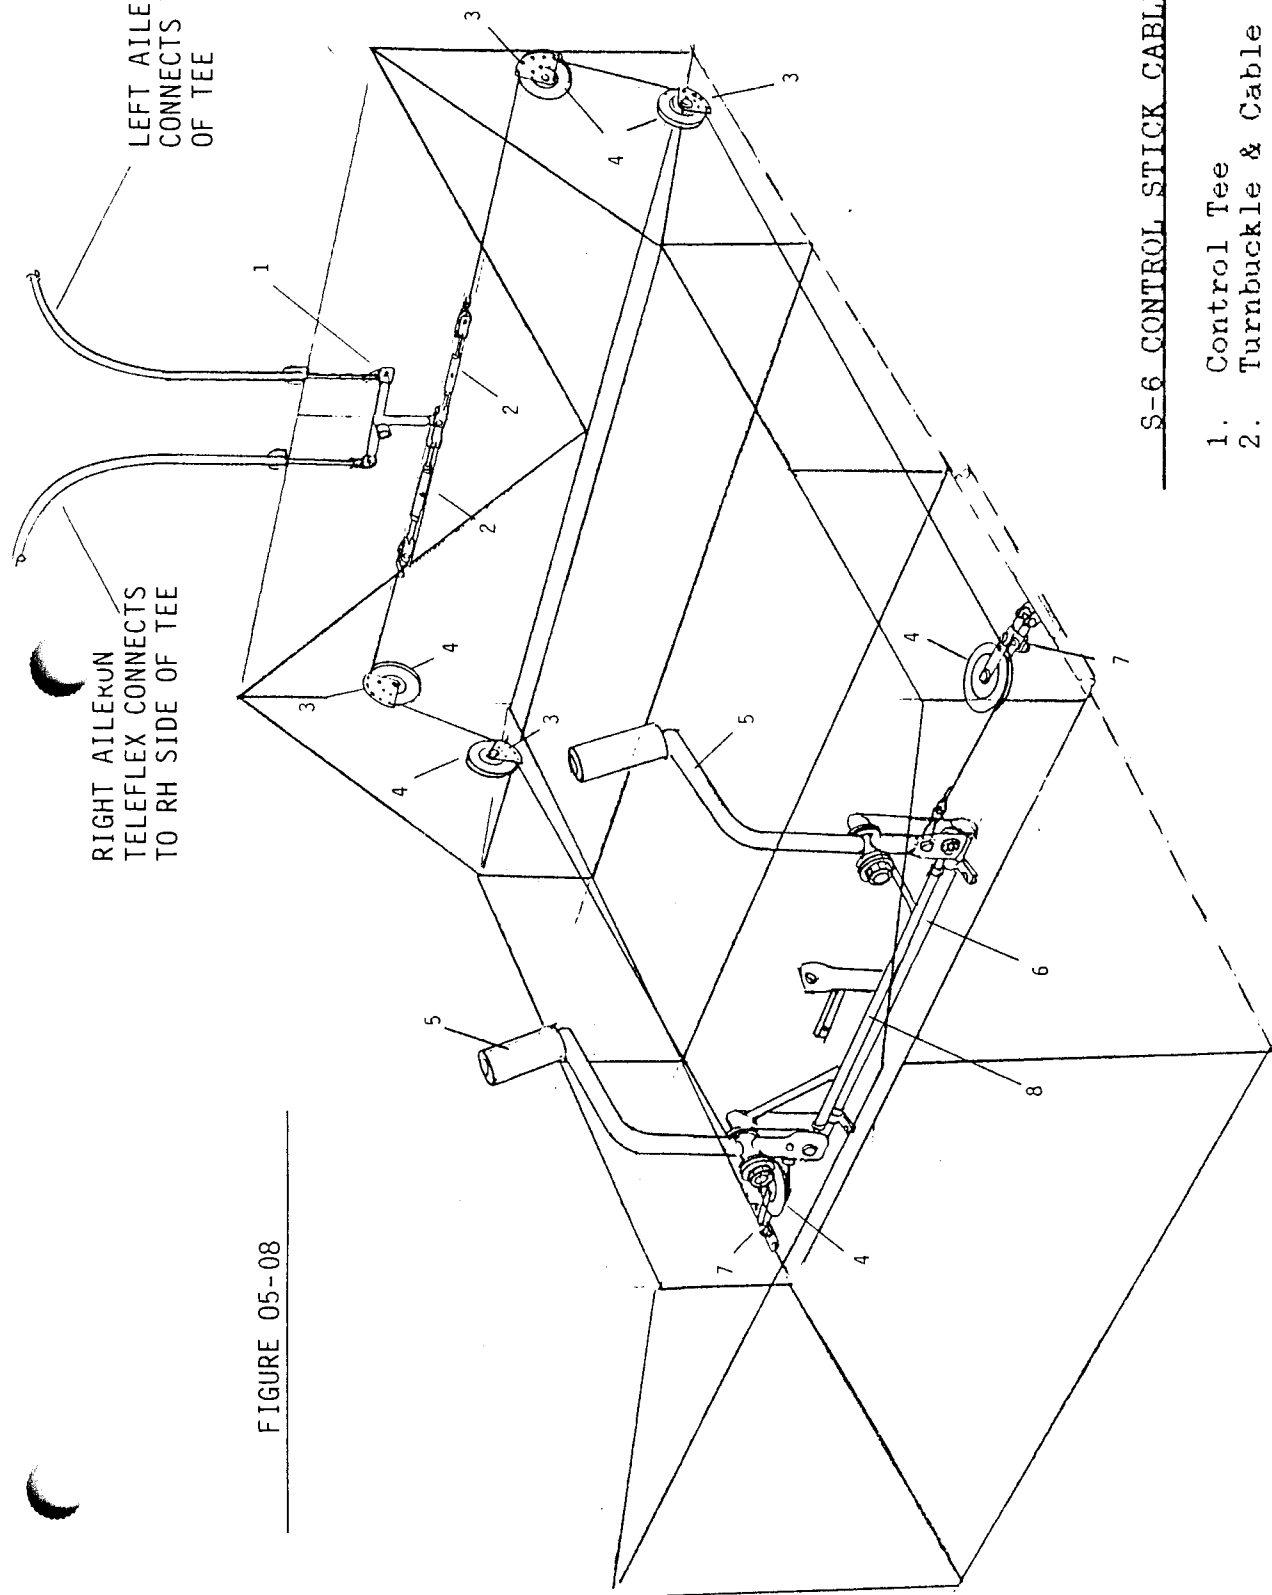 FIGURE 05-08
RIGHT AILERON
TELEFLEX CONNECTS
TO RH SIDE OF TEE
LEFT AILE
CONNECTS
OF TEE
1
2
2
3
3
3
3
4
4
4
4
4
5
5
6
7
7
8
S-6 CONTROL STICK CABL
1. Control Tee
2. Turnbuckle & Cable